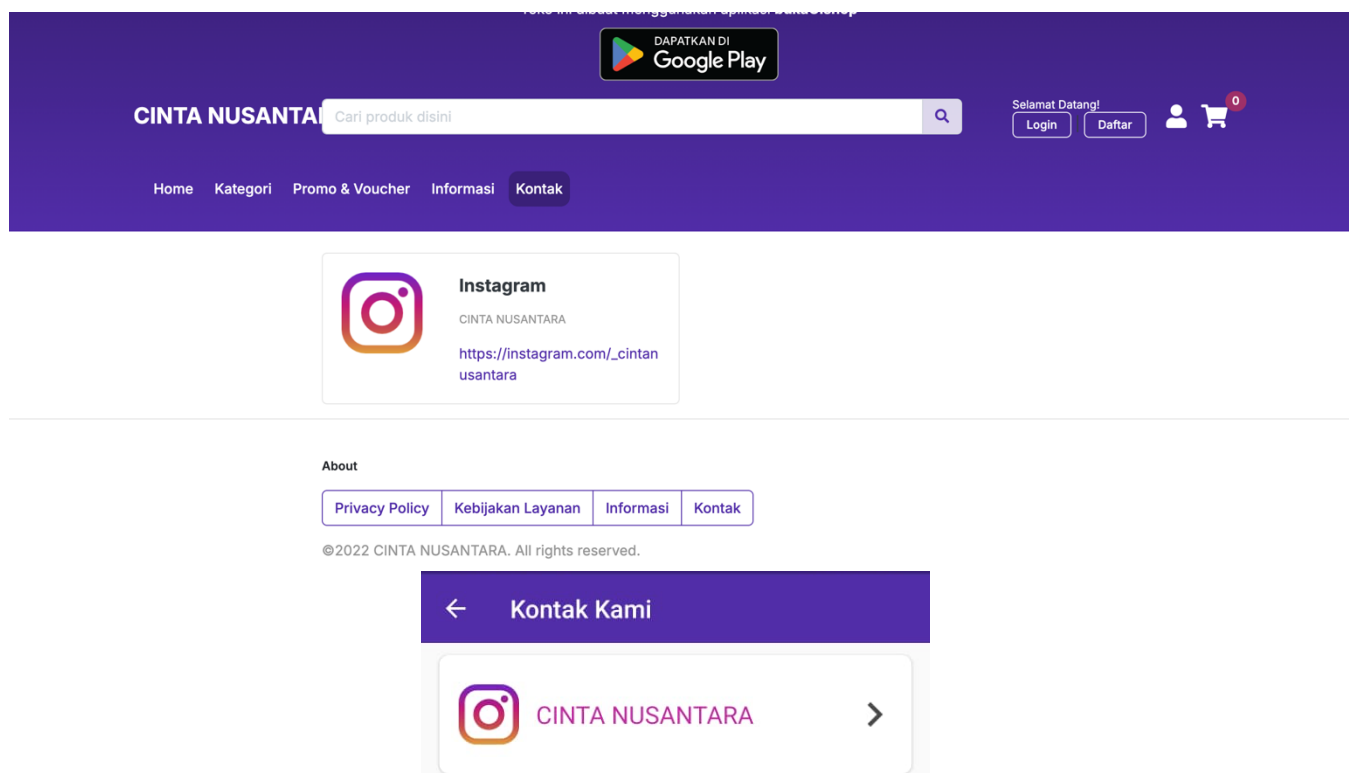 DAPATKAN DI
Google Play
CINTA NUSANTA
Cari produk disini
Selamat Datang!
Login Daftar
0
Home Kategori Promo & Voucher Informasi Kontak
Instagram
CINTA NUSANTARA
https://instagram.com/_cintan
usantara
About
Privacy Policy Kebijakan Layanan Informasi Kontak
©2022 CINTA NUSANTARA. All rights reserved.
Kontak Kami
CINTA NUSANTARA